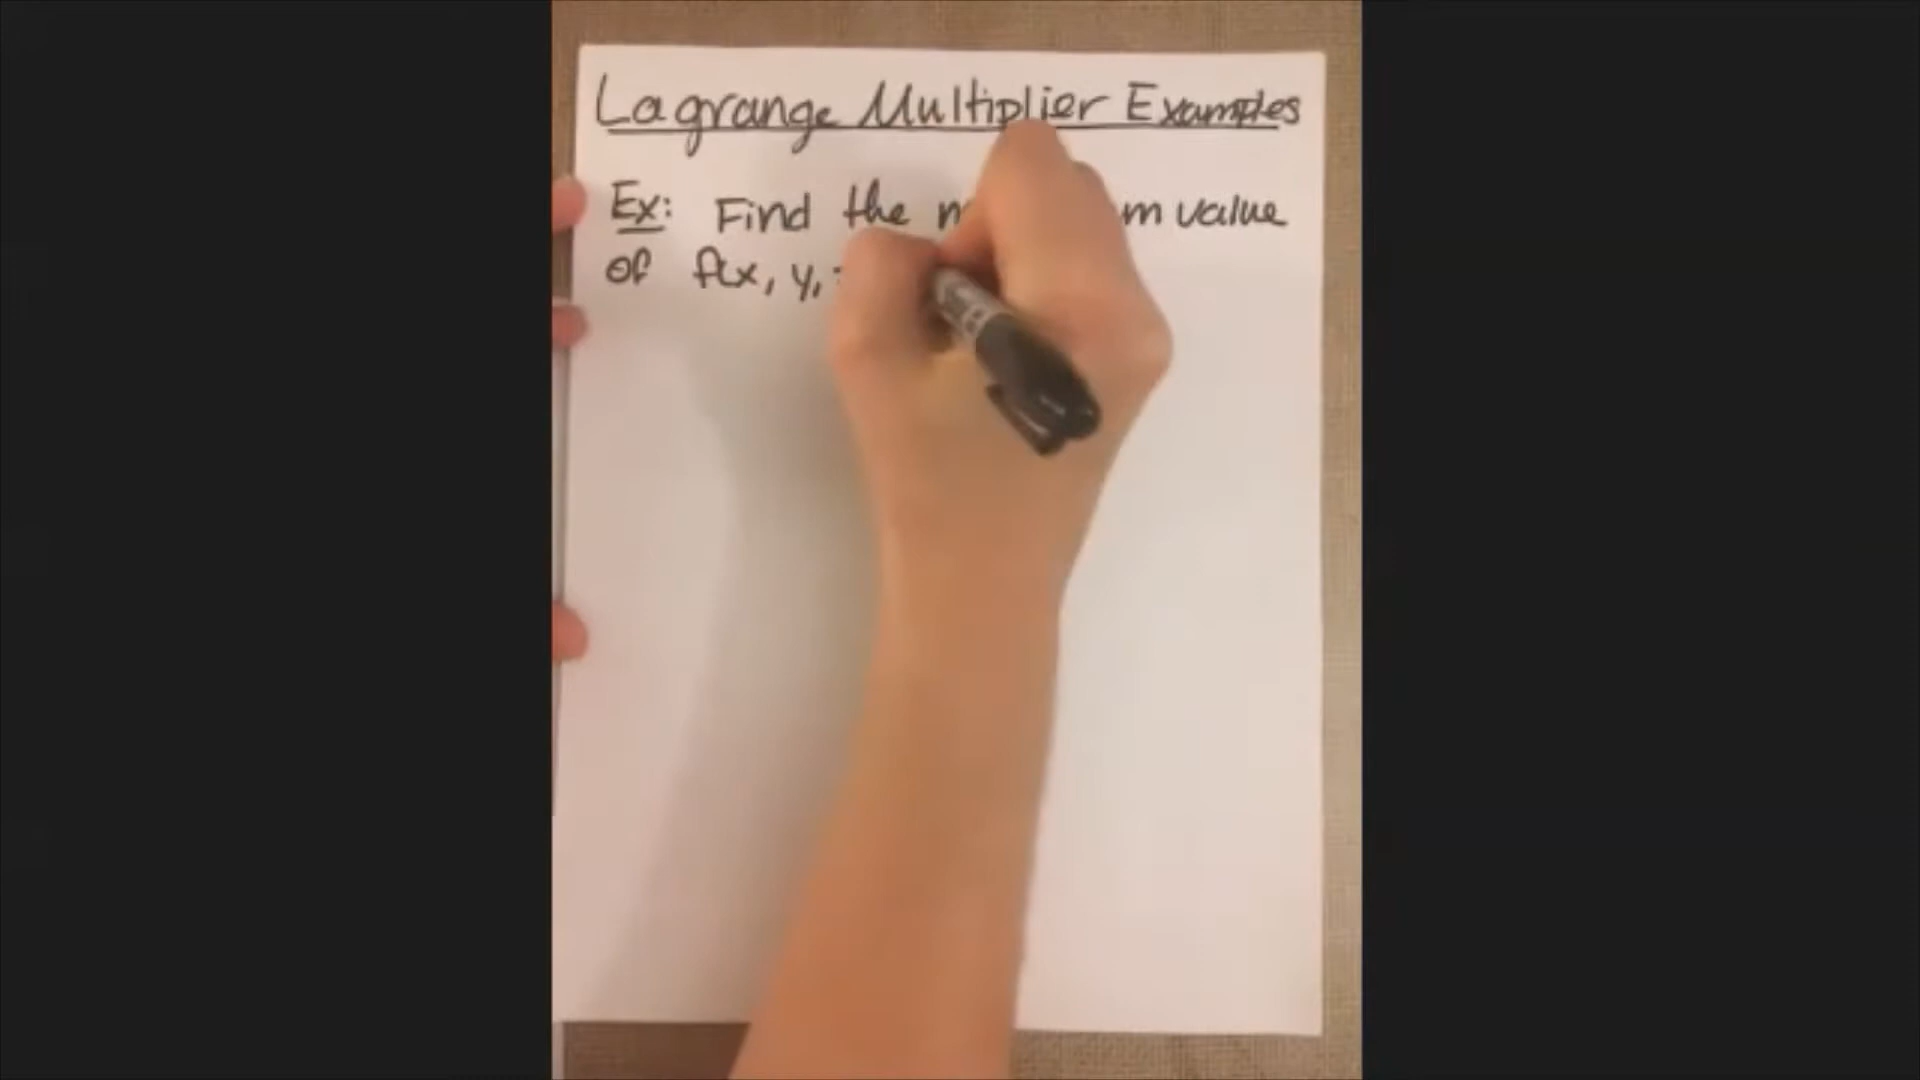 Lagrange Multiplier Examples
Ex: Find the value
of f(x, y,